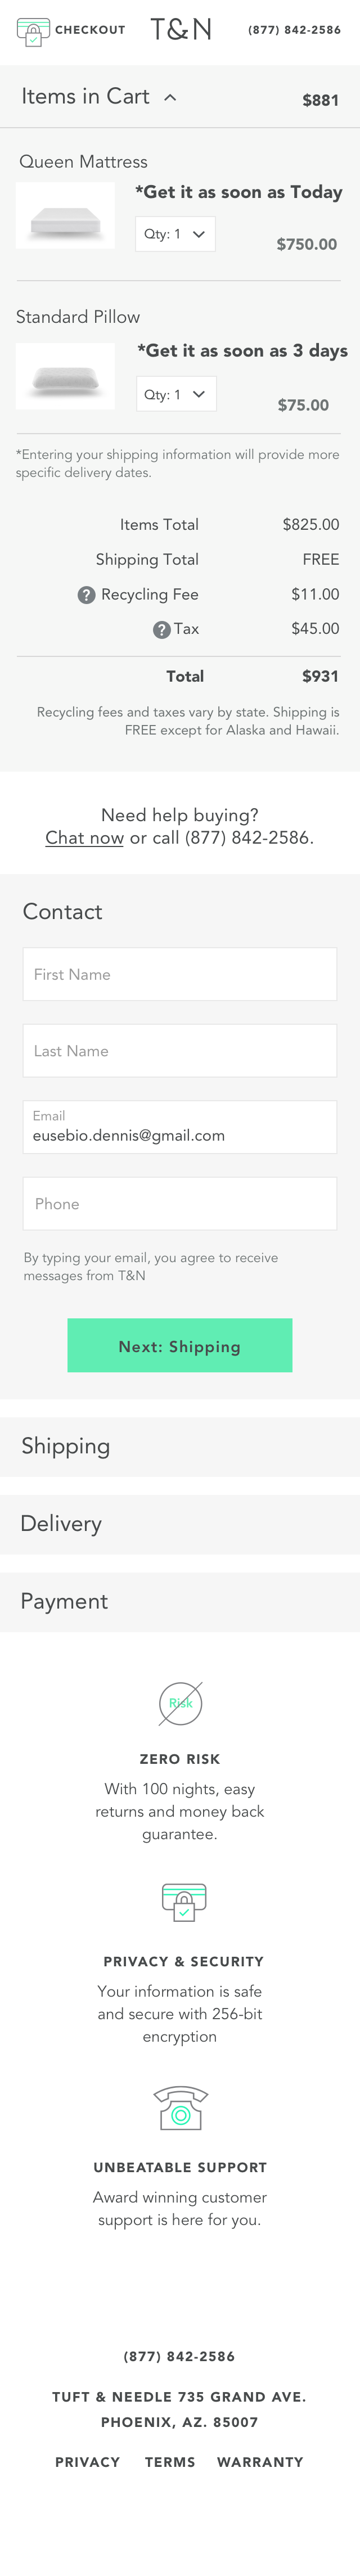 CHECKOUT
T&N
(877) 842-2586
Items in Cart
$881
Queen Mattress
*Get it as soon as Today
Qty: 1
$750.00
Standard Pillow
*Get it as soon as 3 days
Qty: 1
$75.00
*Entering your shipping information will provide more
specific delivery dates.
Items Total $825.00
Shipping Total FREE
? Recycling Fee $11.00
? Tax $45.00
Total $931
Recycling fees and taxes vary by state. Shipping is
FREE except for Alaska and Hawaii.
Need help buying?
Chat now or call (877) 842-2586.
Contact
First Name
Last Name
Email
eusebio.dennis@gmail.com
Phone
By typing your email, you agree to receive
messages from T&N
Next: Shipping
Shipping
Delivery
Payment
Risk
ZERO RISK
With 100 nights, easy
returns and money back
guarantee.
PRIVACY & SECURITY
Your information is safe
and secure with 256-bit
encryption
UNBEATABLE SUPPORT
Award winning customer
support is here for you.
(877) 842-2586
TUFT & NEEDLE 735 GRAND AVE.
PHOENIX, AZ. 85007
PRIVACY TERMS WARRANTY